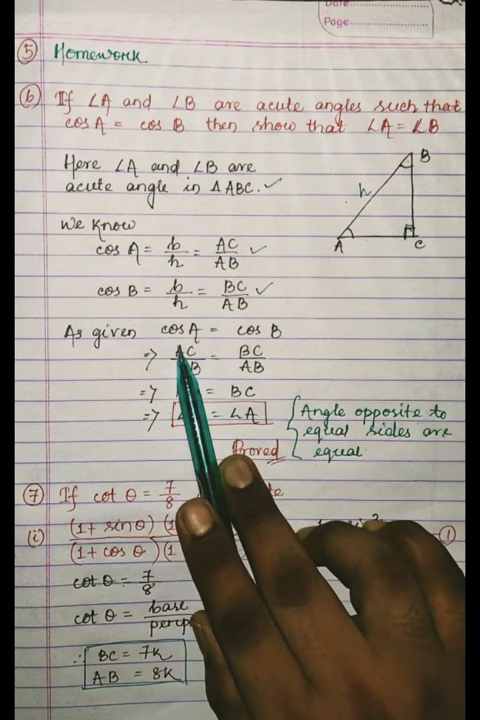 Date
Page
5 Homework.
6 If ∠A and ∠B are acute angles such that
cos A = cos B then show that ∠A = ∠B
Here ∠A and ∠B are
acute angle in ΔABC. ✓
B
h
A
C
We know
cos A = b/h = AC/AB ✓
cos B = b/h = BC/AB ✓
As given cos A = cos B
⇒ AC = BC/AB
⇒ = BC
⇒ = ∠A
Proved
{Angle opposite to
equal sides are
equal
7 If cot θ = 7/8
(i) (1 + sin θ) (1
(1 + cos θ) (1
1
cot θ = 7/8
cot θ = base/
∴ BC = 7k
AB = 8k